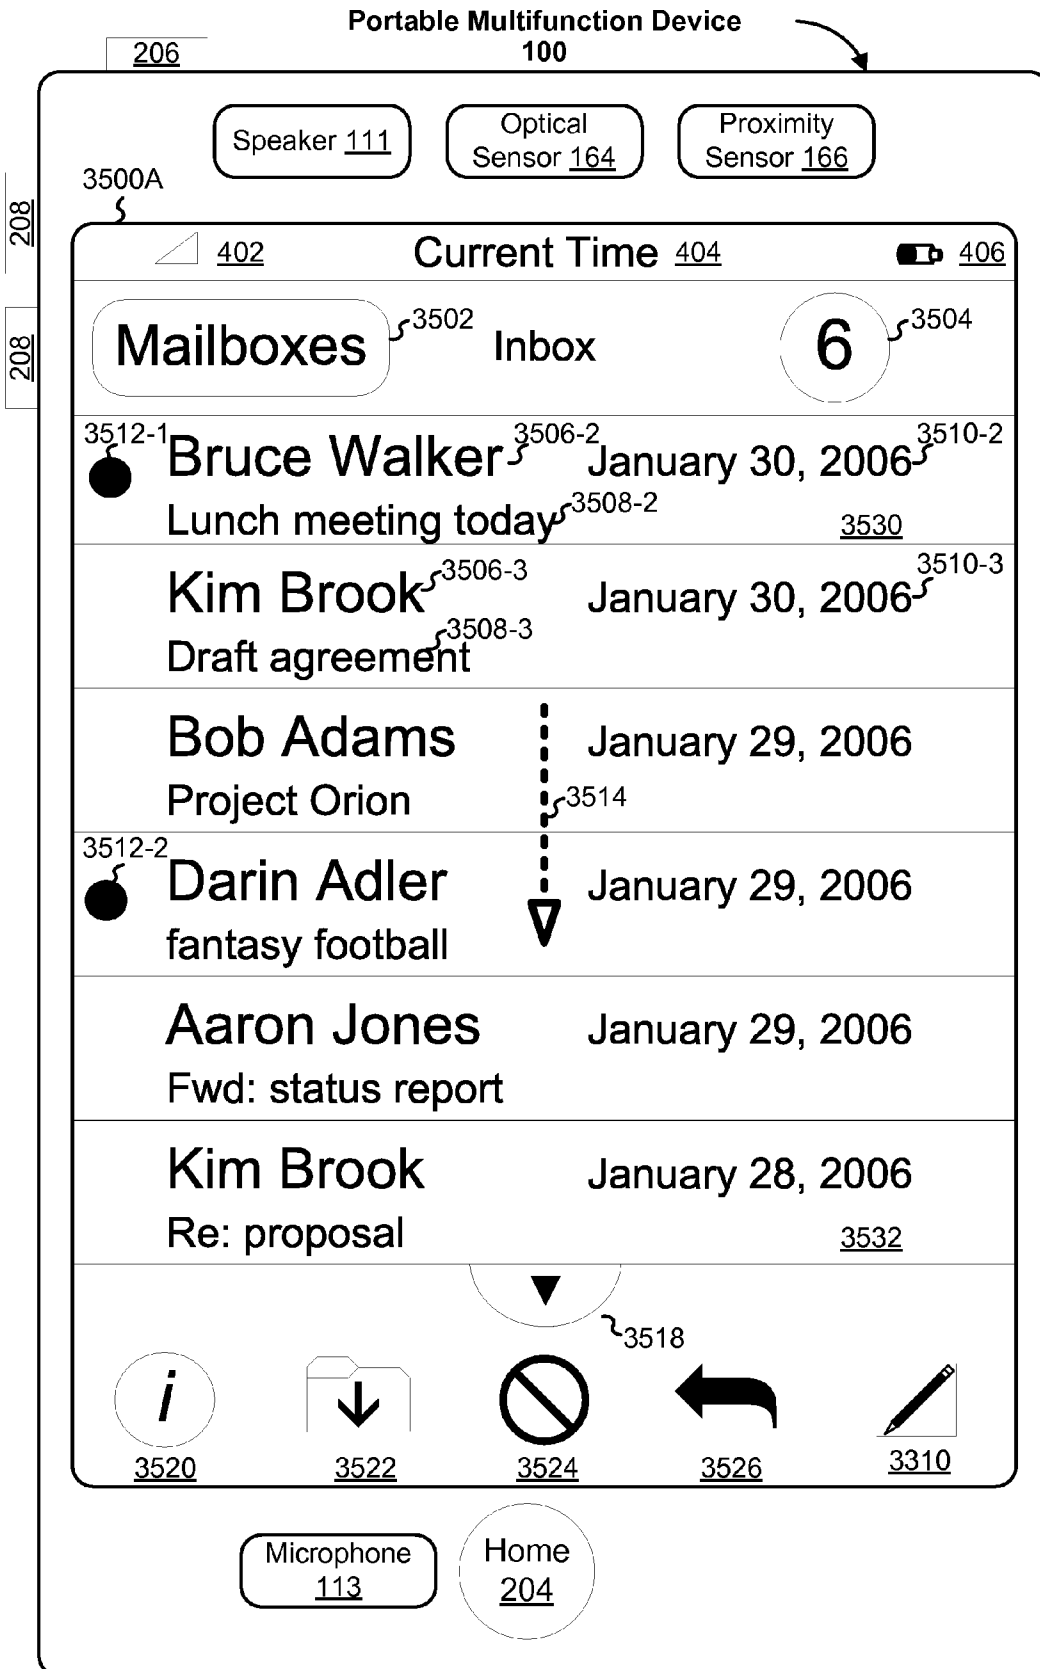 Portable Multifunction Device
100
206
Speaker 111
Optical
Sensor 164
Proximity
Sensor 166
3500A
208
208
402
Current Time 404
406
Mailboxes
3502
Inbox
6
3504
3512-1
Bruce Walker
3506-2
January 30, 2006
3510-2
Lunch meeting today
3508-2
3530
Kim Brook
3506-3
January 30, 2006
3510-3
Draft agreement
3508-3
Bob Adams
January 29, 2006
Project Orion
3514
3512-2
Darin Adler
January 29, 2006
fantasy football
Aaron Jones
January 29, 2006
Fwd: status report
Kim Brook
January 28, 2006
Re: proposal
3532
3518
i
3520
3522
3524
3526
3310
Microphone
113
Home
204